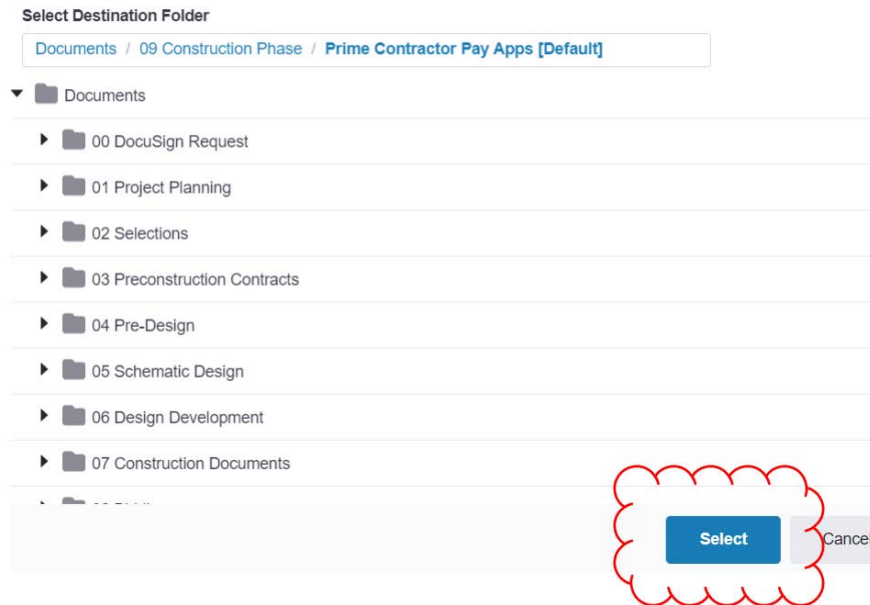 Select Destination Folder
Documents / 09 Construction Phase / Prime Contractor Pay Apps [Default]
Documents
00 DocuSign Request
01 Project Planning
02 Selections
03 Preconstruction Contracts
04 Pre-Design
05 Schematic Design
06 Design Development
07 Construction Documents
Select Cancel